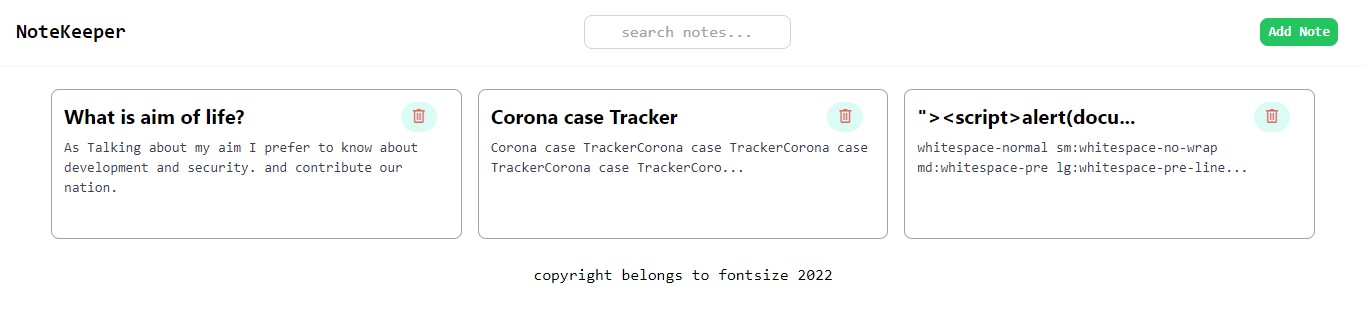 NoteKeeper
search notes...
Add Note
What is aim of life?
As Talking about my aim I prefer to know about
development and security. and contribute our
nation.
Corona case Tracker
Corona case TrackerCorona case TrackerCorona case
TrackerCorona case TrackerCoro...
"><script>alert(docu...
whitespace-normal sm:whitespace-no-wrap
md:whitespace-pre lg:whitespace-pre-line...
copyright belongs to fontsize 2022